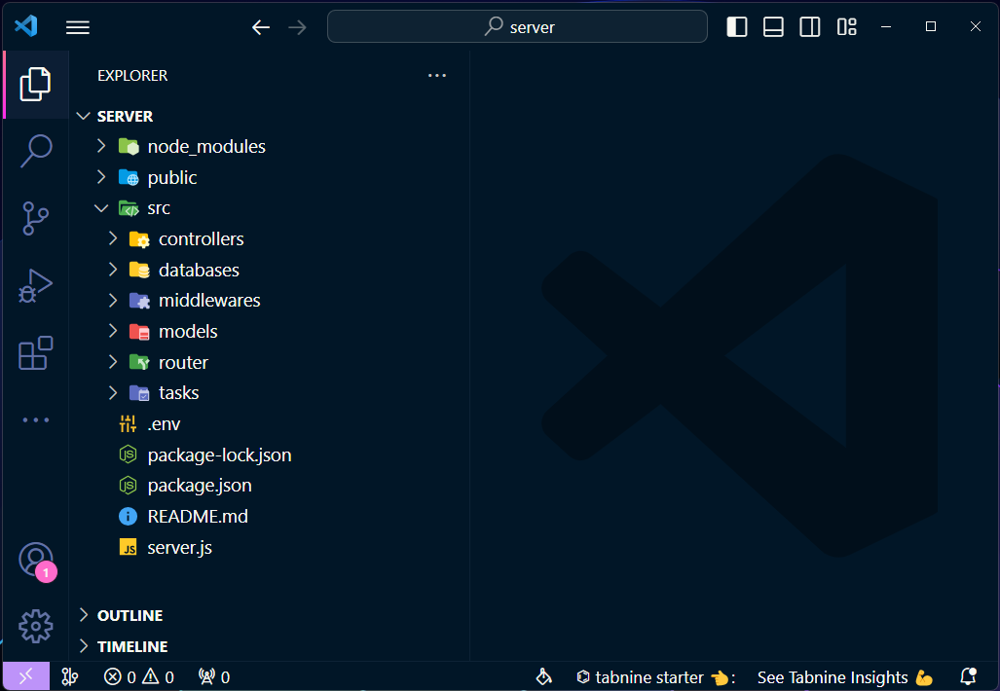 server
EXPLORER
SERVER
node_modules
public
src
controllers
databases
middlewares
models
router
tasks
.env
package-lock.json
package.json
README.md
JS server.js
1
OUTLINE
TIMELINE
0 0 0 tabnine starter 👈: See Tabnine Insights 💪